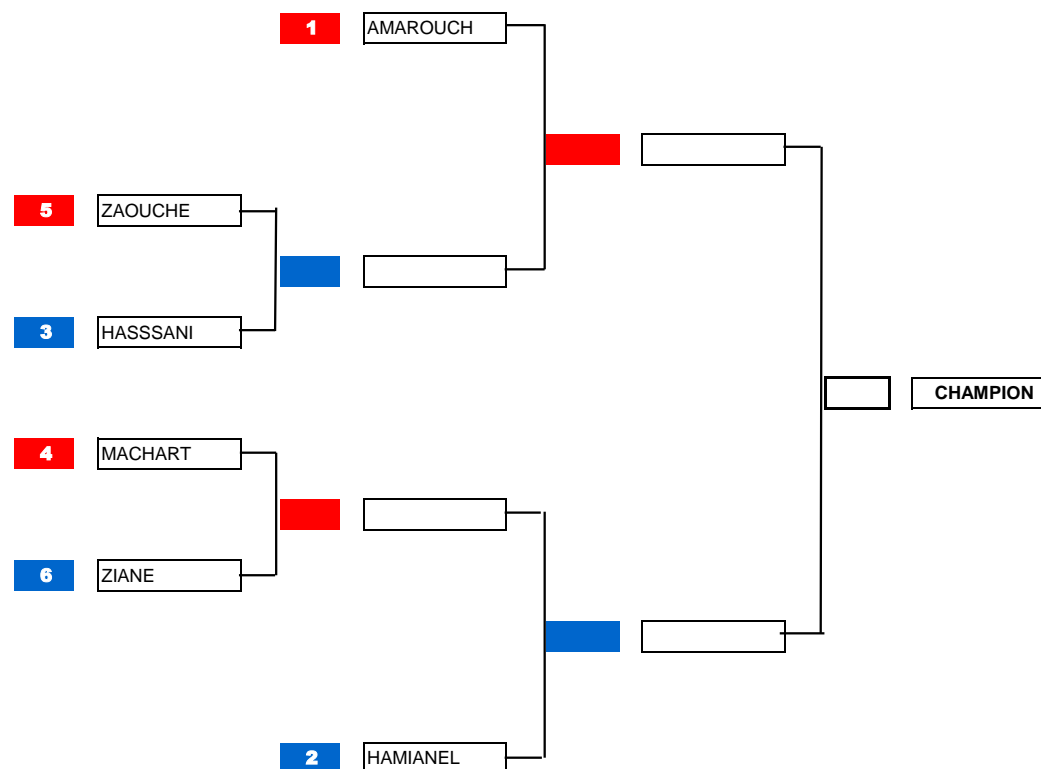 1 AMAROUCH
5 ZAOUCHE
3 HASSSANI
CHAMPION
4 MACHART
6 ZIANE
2 HAMIANEL